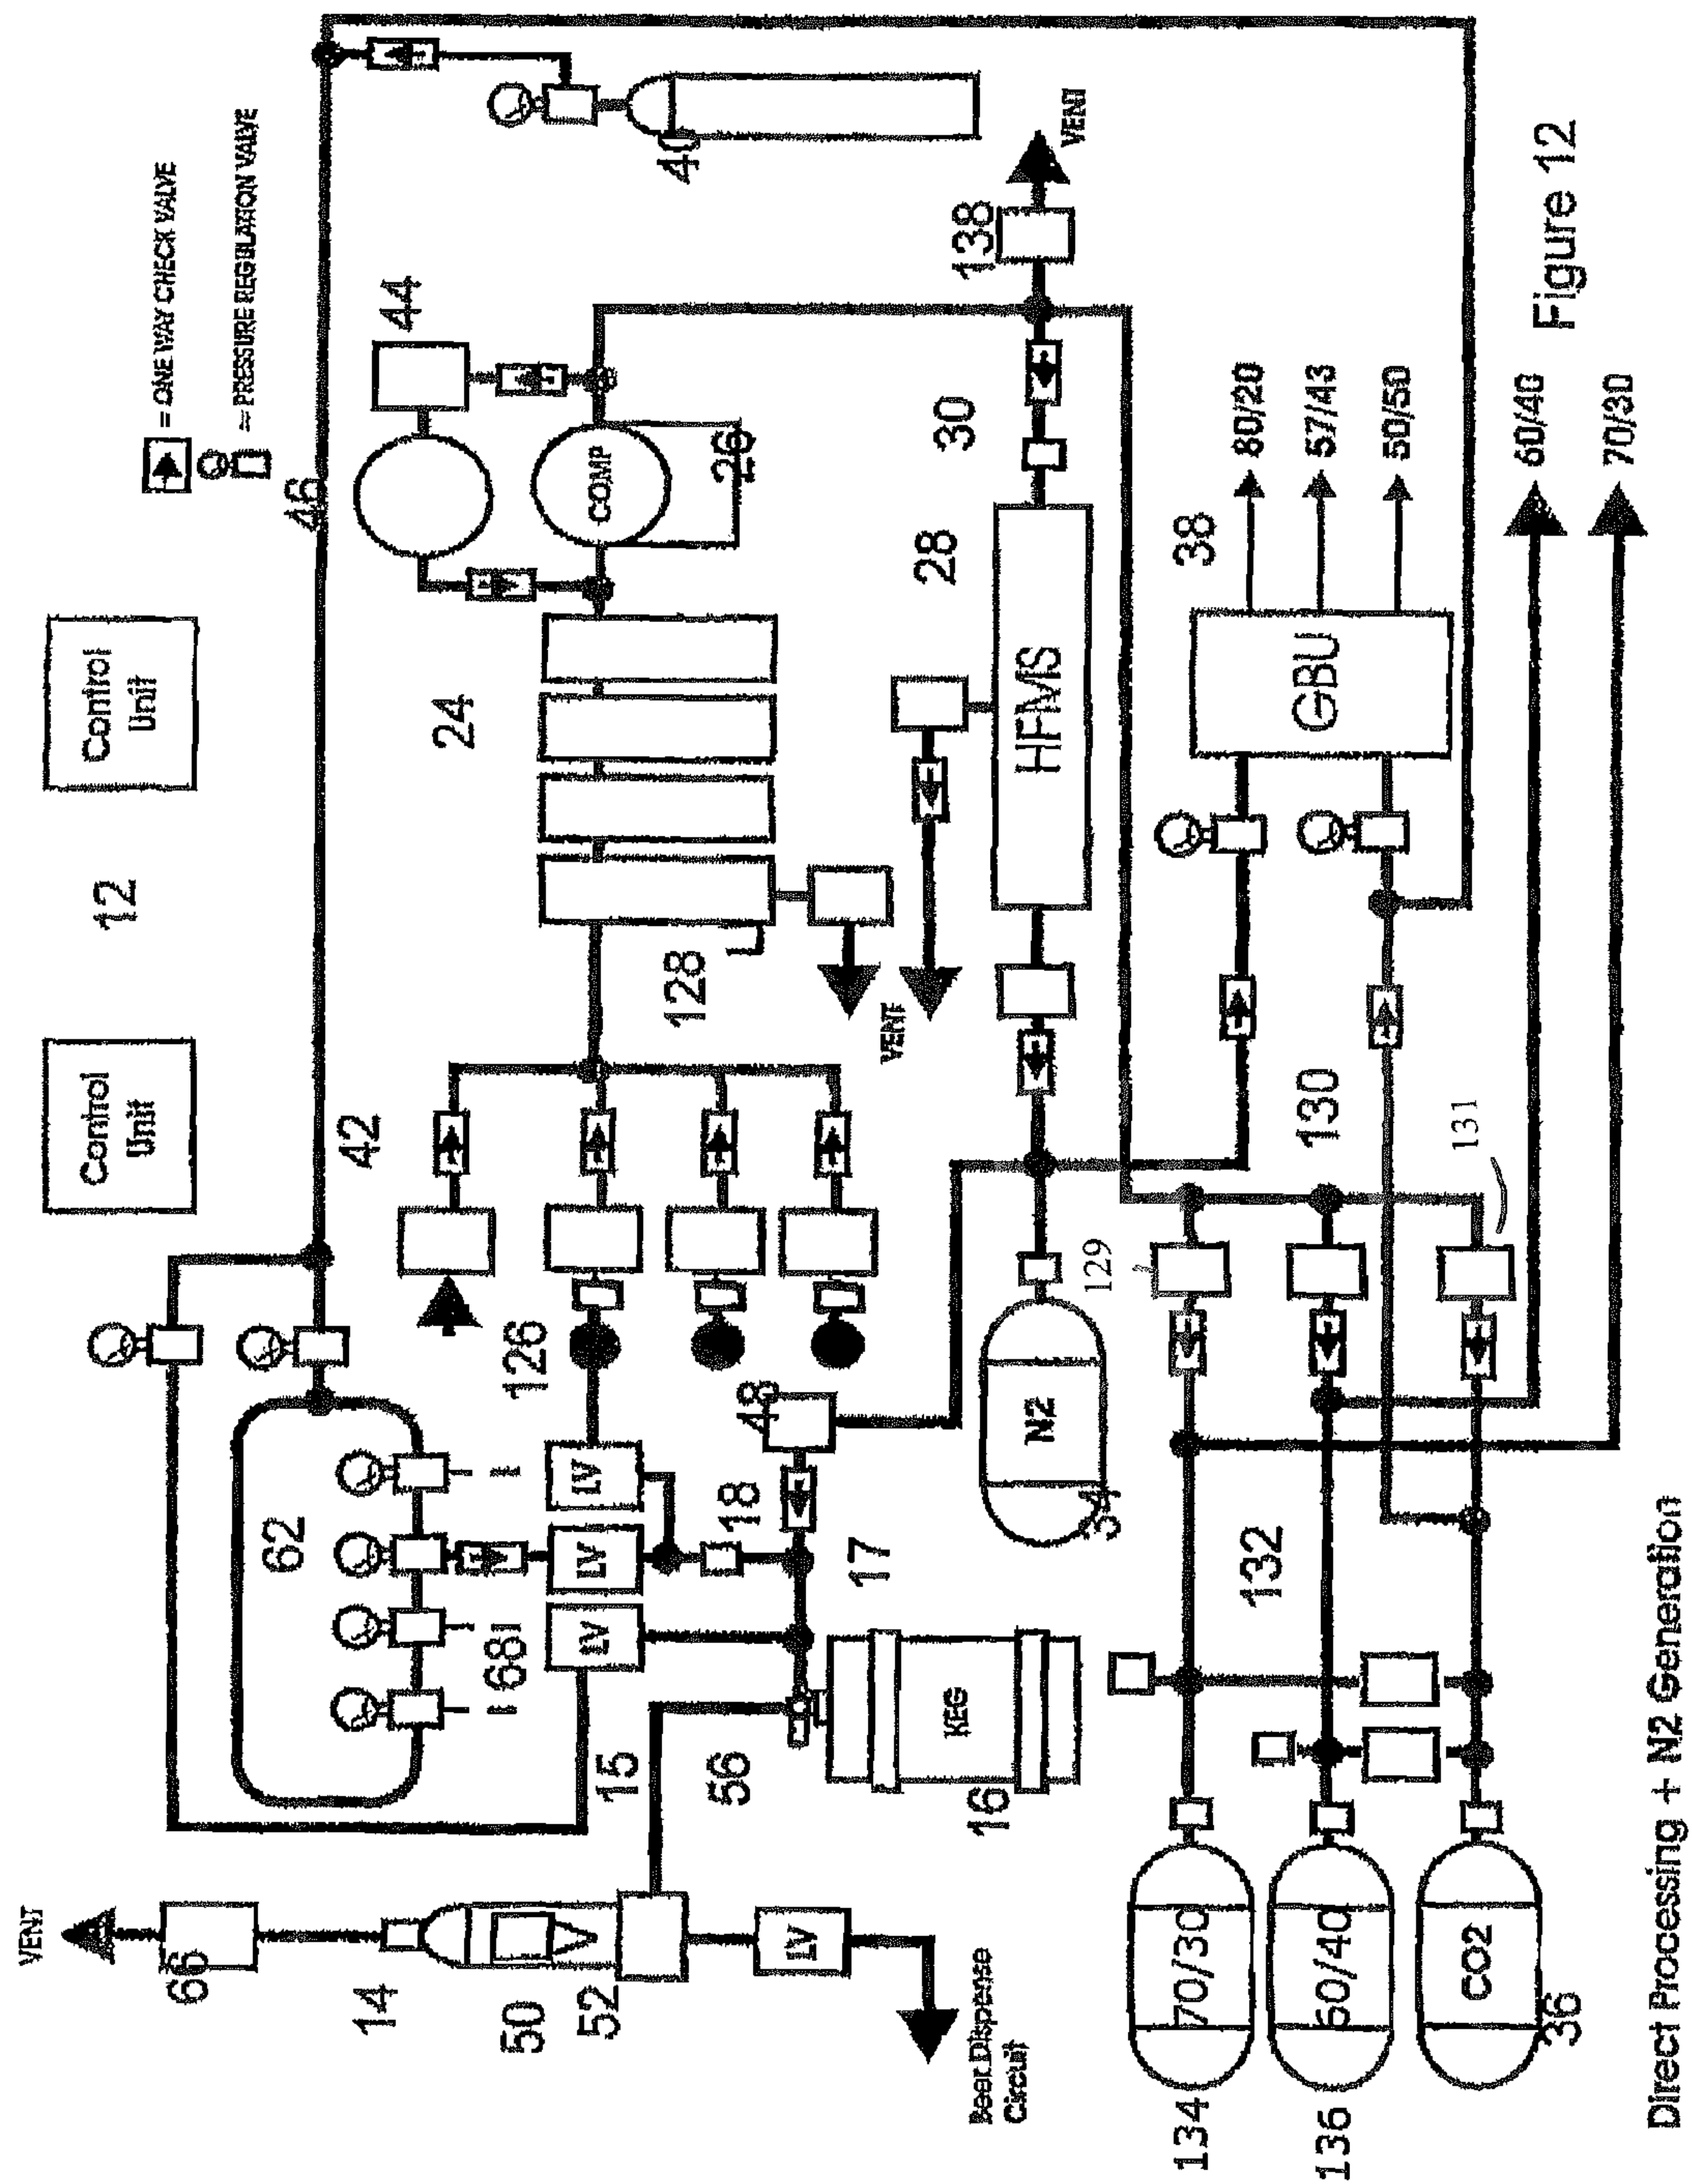 VENT
Control
Unit
12
Control
Unit
= ONE WAY CHECK VALVE
66
= PRESSURE REGULATION VALVE
62
46
14
42
44
24
68
50
126
52
LV
LV
LV
COMP
15
128
40
56
18
26
48
LV
17
VENT
28
KEG
30
138
16
Beer Dispense
Circuit
N2
HFMS
VENT
34
129
134
70/30
38
80/20
132
130
GBU
57/43
136
60/40
50/50
131
CO2
60/40
36
Figure 12
70/30
Direct Processing + N2 Generation